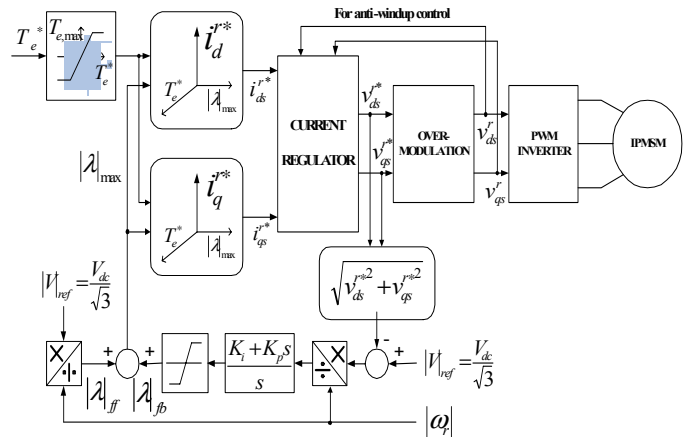 For anti-windup control
T_e^*
T_{e,max}
T_e^*
i_d^{r*}
T_e^*
|λ|_max
i_ds^{r*}
CURRENT
REGULATOR
v_ds^{r*}
v_qs^{r*}
OVER-
MODULATION
v_ds^r
v_qs^r
PWM
INVERTER
IPMSM
|λ|_max
i_q^{r*}
T_e^*
|λ|_max
i_qs^{r*}
√(v_ds^{r*2} + v_qs^{r*2})
|V|_ref = V_dc/√3
+
+
|λ|_ff
|λ|_fb
(K_i + K_p s)/s
× ÷
× ÷
-
+
|V|_ref = V_dc/√3
|ω_r|